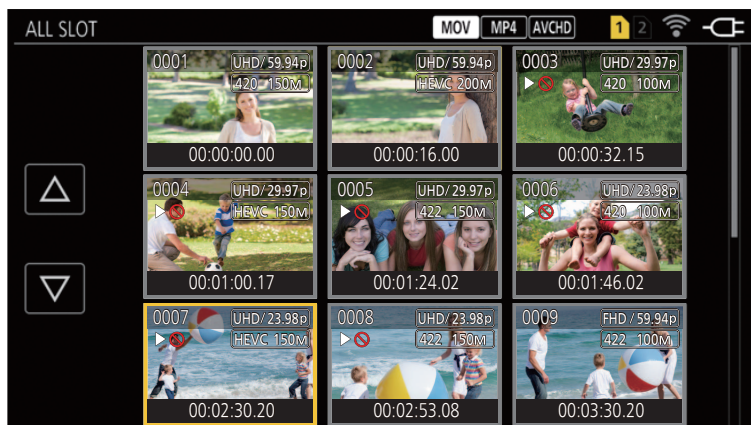 ALL SLOT MOV MP4 AVCHD 1 2
0001 UHD/59.94p 0002 UHD/59.94p 0003 UHD/29.97p
420 150M HEVC 200M 420 100M
00:00:00.00 00:00:16.00 00:00:32.15
0004 UHD/29.97p 0005 UHD/29.97p 0006 UHD/23.98p
HEVC 150M 422 150M 420 100M
00:01:00.17 00:01:24.02 00:01:46.02
0007 UHD/23.98p 0008 UHD/23.98p 0009 FHD/59.94p
HEVC 150M 422 150M 422 100M
00:02:30.20 00:02:53.08 00:03:30.20